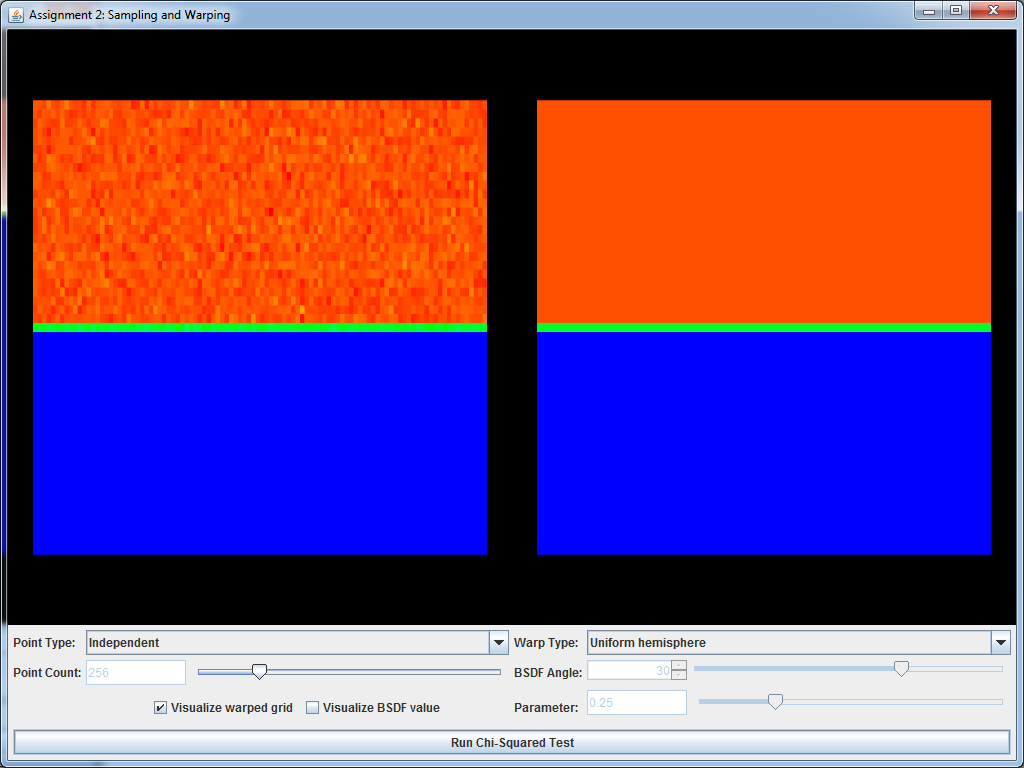 Assignment 2: Sampling and Warping
Point Type: Independent Warp Type: Uniform hemisphere
Point Count: 256 BSDF Angle: 30
Visualize warped grid Visualize BSDF value Parameter: 0.25
Run Chi-Squared Test